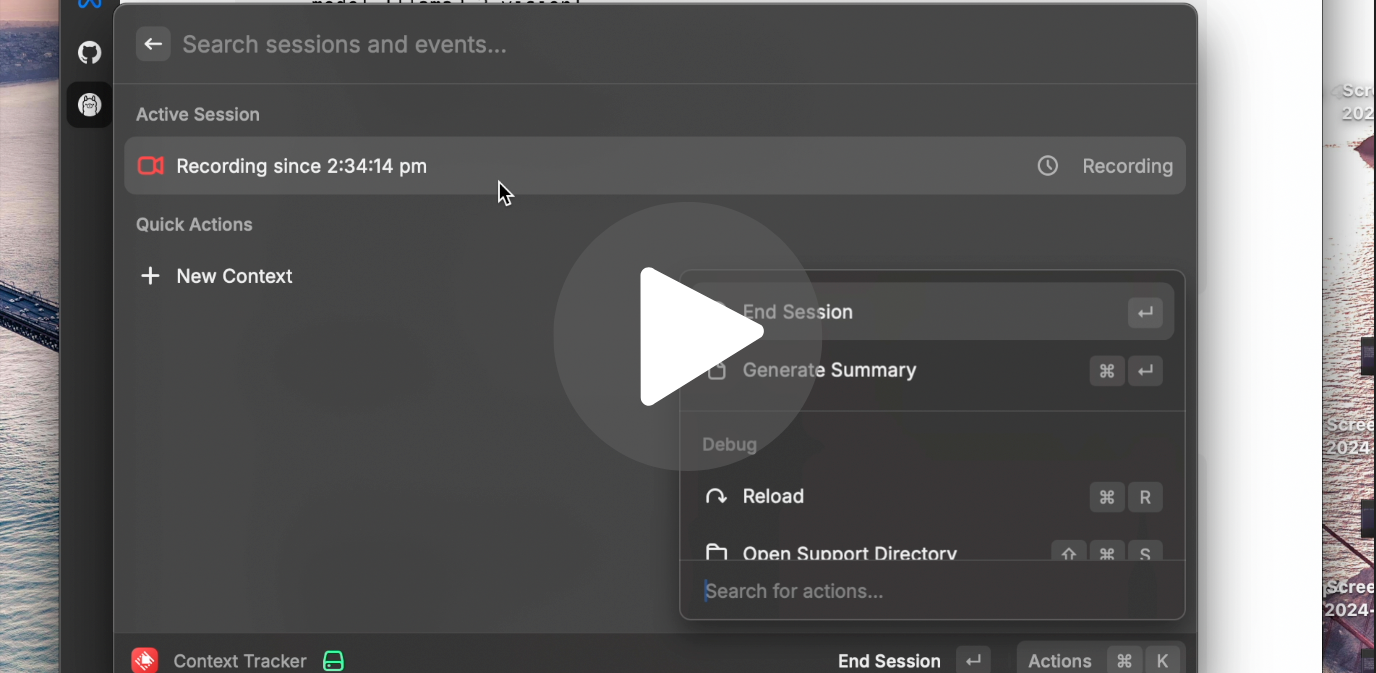 Search sessions and events...
Active Session
Recording since 2:34:14 pm
Recording
Quick Actions
+ New Context
End Session ↵
Generate Summary ⌘ ↵
Debug
Reload ⌘ R
Open Support Directory ⇧ ⌘ S
Search for actions...
Context Tracker
End Session ↵
Actions ⌘ K
Scre
202
Scree
2024
Scree
2024-